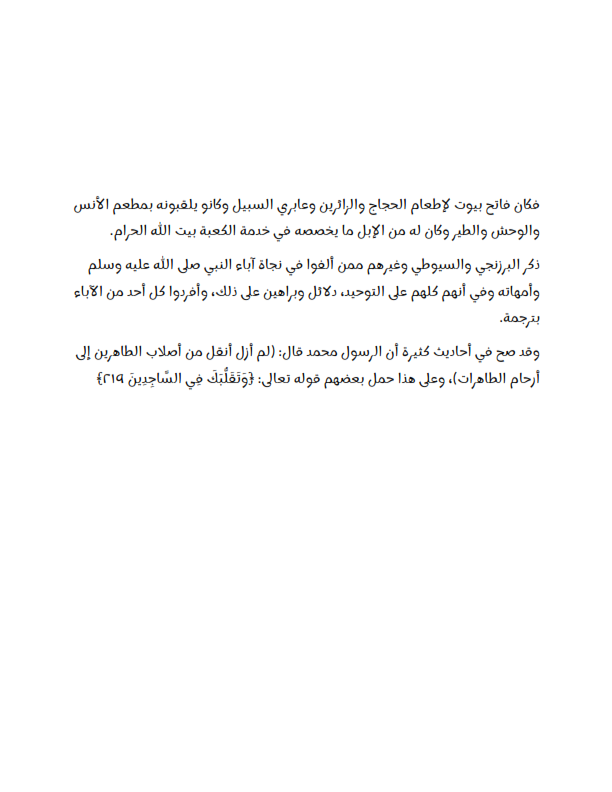 فكان فاتح بيوت لإطعام الحجاج والزائرين وعابري السبيل وكانو يلقبونه بمطعم الأنس
والوحش والطير وكان له من الإبل ما يخصصه في خدمة الكعبة بيت الله الحرام.
ذكر البرزنجي والسيوطي وغيرهم ممن ألفوا في نجاة آباء النبي صلى الله عليه وسلم
وأمهاته وفي أنهم كلهم على التوحيد، دلائل وبراهين على ذلك، وأفردوا كل أحد من الآباء
بترجمة.
وقد صح في أحاديث كثيرة أن الرسول محمد قال: (لم أزل أنقل من أصلاب الطاهرين إلى
أرحام الطاهرات)، وعلى هذا حمل بعضهم قوله تعالى: {وَتَقَلُّبَكَ فِي السَّاجِدِينَ ٢١٩}